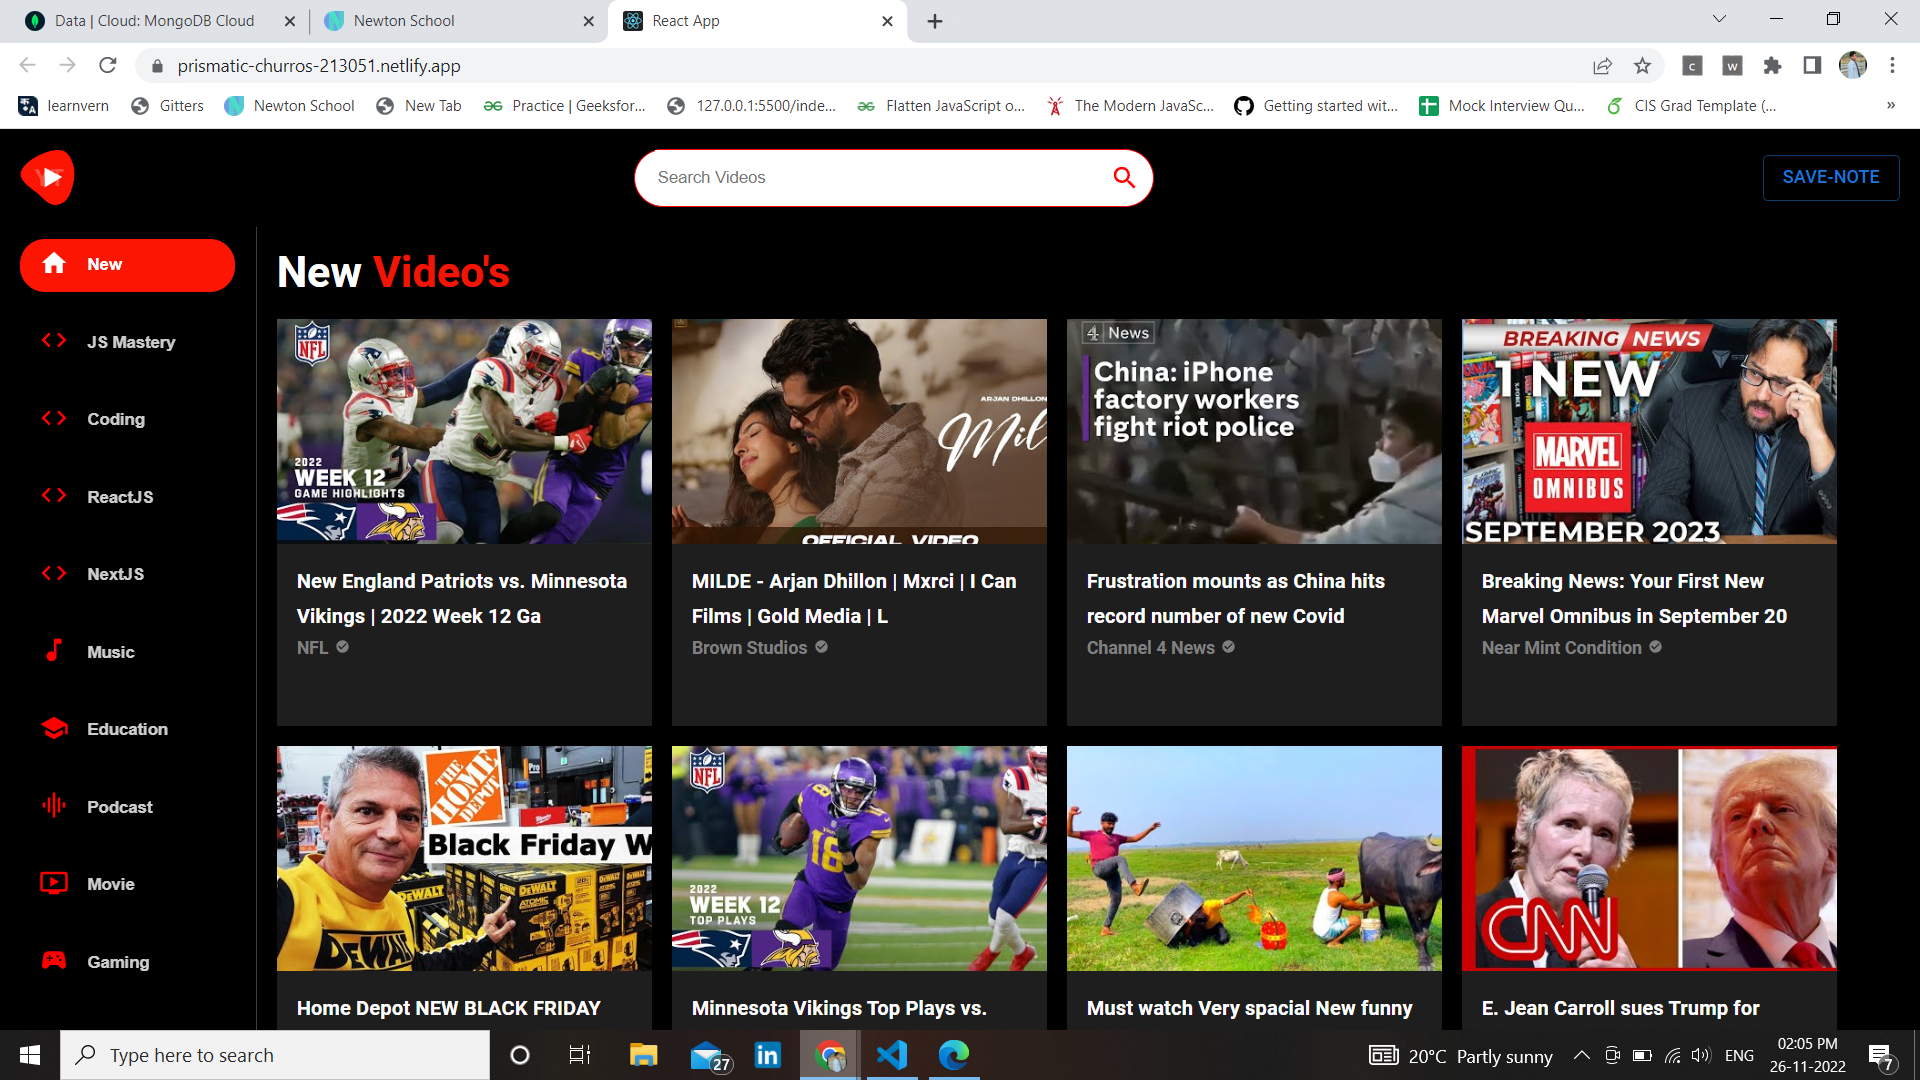 Data | Cloud: MongoDB Cloud
Newton School
React App
prismatic-churros-213051.netlify.app
learnvern
Gitters
Newton School
New Tab
Practice | Geeksfor...
127.0.0.1:5500/inde...
Flatten JavaScript o...
The Modern JavaSc...
Getting started wit...
Mock Interview Qu...
CIS Grad Template (...
»
Search Videos
SAVE-NOTE
New
JS Mastery
Coding
ReactJS
NextJS
Music
Education
Podcast
Movie
Gaming
New Video's
NFL
2022
WEEK 12
GAME HIGHLIGHTS
New England Patriots vs. Minnesota
Vikings | 2022 Week 12 Ga
NFL
ARJAN DHILLON
Mil
OFFICIAL VIDEO
MILDE - Arjan Dhillon | Mxrci | I Can
Films | Gold Media | L
Brown Studios
4 News
China: iPhone
factory workers
fight riot police
Frustration mounts as China hits
record number of new Covid
Channel 4 News
BREAKING NEWS
1 NEW
MARVEL
OMNIBUS
SEPTEMBER 2023
Breaking News: Your First New
Marvel Omnibus in September 20
Near Mint Condition
THE HOME DEPOT
Black Friday W
DEWALT
DEWALT
ATOMIC
DEWALT
Home Depot NEW BLACK FRIDAY
NFL
18
2022
WEEK 12
TOP PLAYS
Minnesota Vikings Top Plays vs.
Must watch Very spacial New funny
CNN
E. Jean Carroll sues Trump for
Type here to search
27
20°C Partly sunny
ENG
02:05 PM
26-11-2022
7